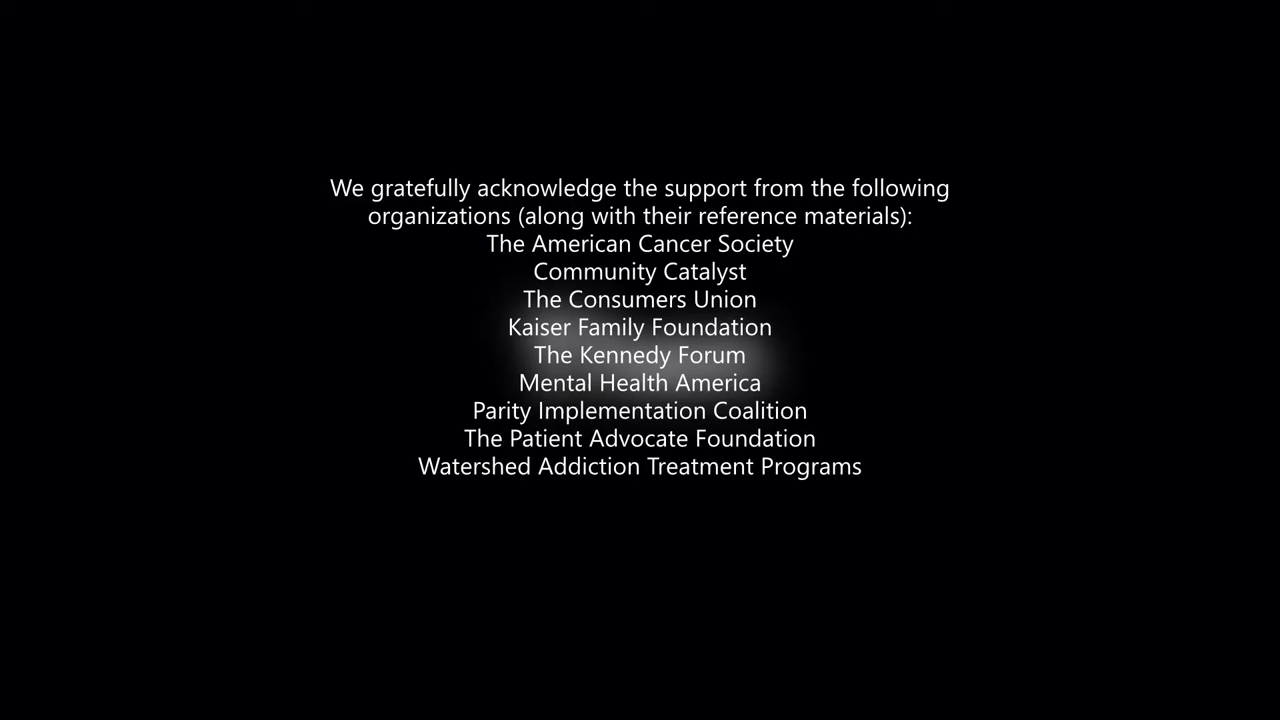 We gratefully acknowledge the support from the following
organizations (along with their reference materials):
The American Cancer Society
Community Catalyst
The Consumers Union
Kaiser Family Foundation
The Kennedy Forum
Mental Health America
Parity Implementation Coalition
The Patient Advocate Foundation
Watershed Addiction Treatment Programs